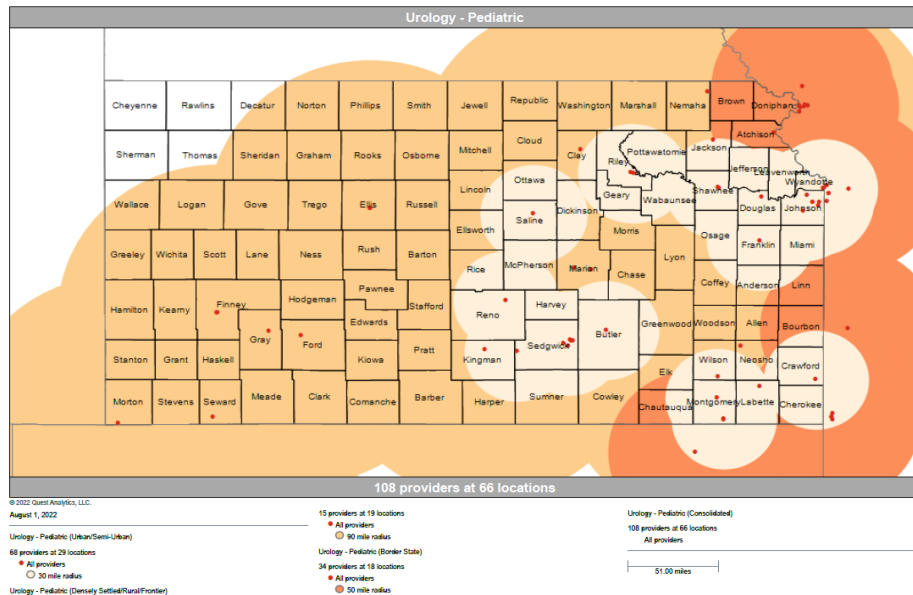 Urology - Pediatric
Cheyenne Rawlins Decatur Norton Phillips Smith Jewell Republic Washington Marshall Nemaha Brown Doniphan
Sherman Thomas Sheridan Graham Rooks Osborne Mitchell Cloud Clay Riley Pottawatomie Jackson Atchison
Jefferson Leavenworth Wyandotte
Wallace Logan Gove Trego Ellis Russell Lincoln Ottawa Saline Dickinson Geary Wabaunsee Shawnee Douglas Johnson
Greeley Wichita Scott Lane Ness Rush Barton Ellsworth Rice McPherson Marion Morris Chase Lyon Osage Franklin Miami
Hamilton Kearny Finney Hodgeman Pawnee Stafford Reno Harvey Coffey Anderson Linn
Gray Ford Edwards Sedgwick Butler Greenwood Woodson Allen Bourbon
Stanton Grant Haskell Kiowa Pratt Kingman Elk Wilson Neosho Crawford
Morton Stevens Seward Meade Clark Comanche Barber Harper Sumner Cowley Chautauqua Montgomery Labette Cherokee
108 providers at 66 locations
© 2022 Quest Analytics, LLC.
August 1, 2022
Urology - Pediatric (Urban/Semi-Urban)
68 providers at 29 locations
All providers
30 mile radius
Urology - Pediatric (Densely Settled/Rural/Frontier)
15 providers at 19 locations
All providers
90 mile radius
Urology - Pediatric (Border State)
34 providers at 18 locations
All providers
50 mile radius
Urology - Pediatric (Consolidated)
108 providers at 66 locations
All providers
51.00 miles